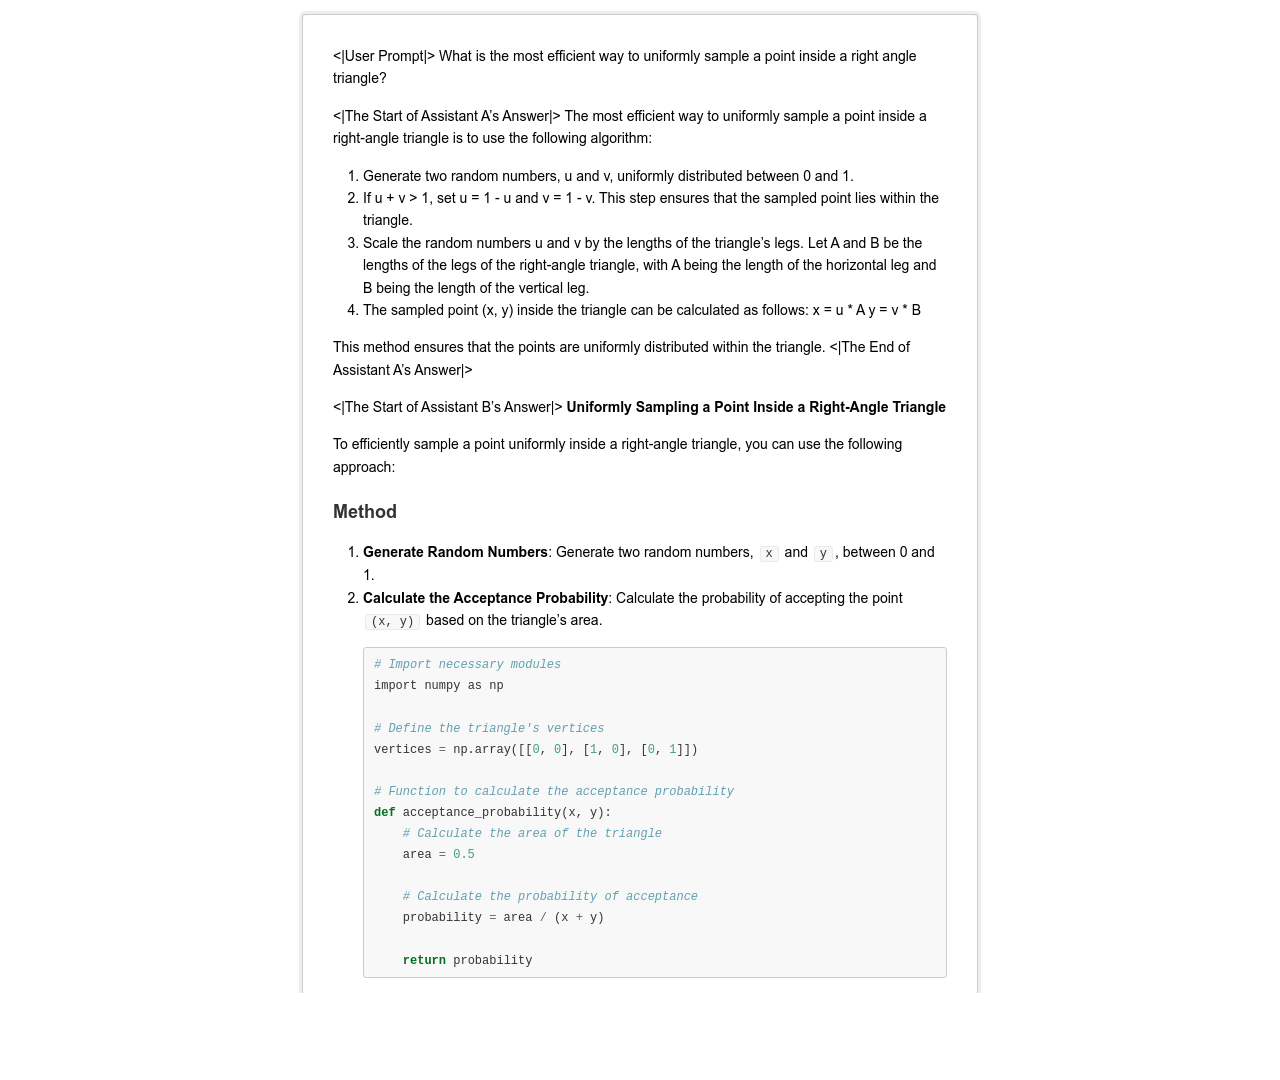 <|User Prompt|> What is the most efficient way to uniformly sample a point inside a right angle
triangle?
<|The Start of Assistant A’s Answer|> The most efficient way to uniformly sample a point inside a
right-angle triangle is to use the following algorithm:
1. Generate two random numbers, u and v, uniformly distributed between 0 and 1.
2. If u + v > 1, set u = 1 - u and v = 1 - v. This step ensures that the sampled point lies within the
triangle.
3. Scale the random numbers u and v by the lengths of the triangle’s legs. Let A and B be the
lengths of the legs of the right-angle triangle, with A being the length of the horizontal leg and
B being the length of the vertical leg.
4. The sampled point (x, y) inside the triangle can be calculated as follows: x = u * A y = v * B
This method ensures that the points are uniformly distributed within the triangle. <|The End of
Assistant A’s Answer|>
<|The Start of Assistant B’s Answer|> Uniformly Sampling a Point Inside a Right-Angle Triangle
To efficiently sample a point uniformly inside a right-angle triangle, you can use the following
approach:
Method
1. Generate Random Numbers: Generate two random numbers, x and y, between 0 and
1.
2. Calculate the Acceptance Probability: Calculate the probability of accepting the point
(x, y) based on the triangle’s area.
# Import necessary modules
import numpy as np
# Define the triangle's vertices
vertices = np.array([[0, 0], [1, 0], [0, 1]])
# Function to calculate the acceptance probability
def acceptance_probability(x, y):
# Calculate the area of the triangle
area = 0.5
# Calculate the probability of acceptance
probability = area / (x + y)
return probability